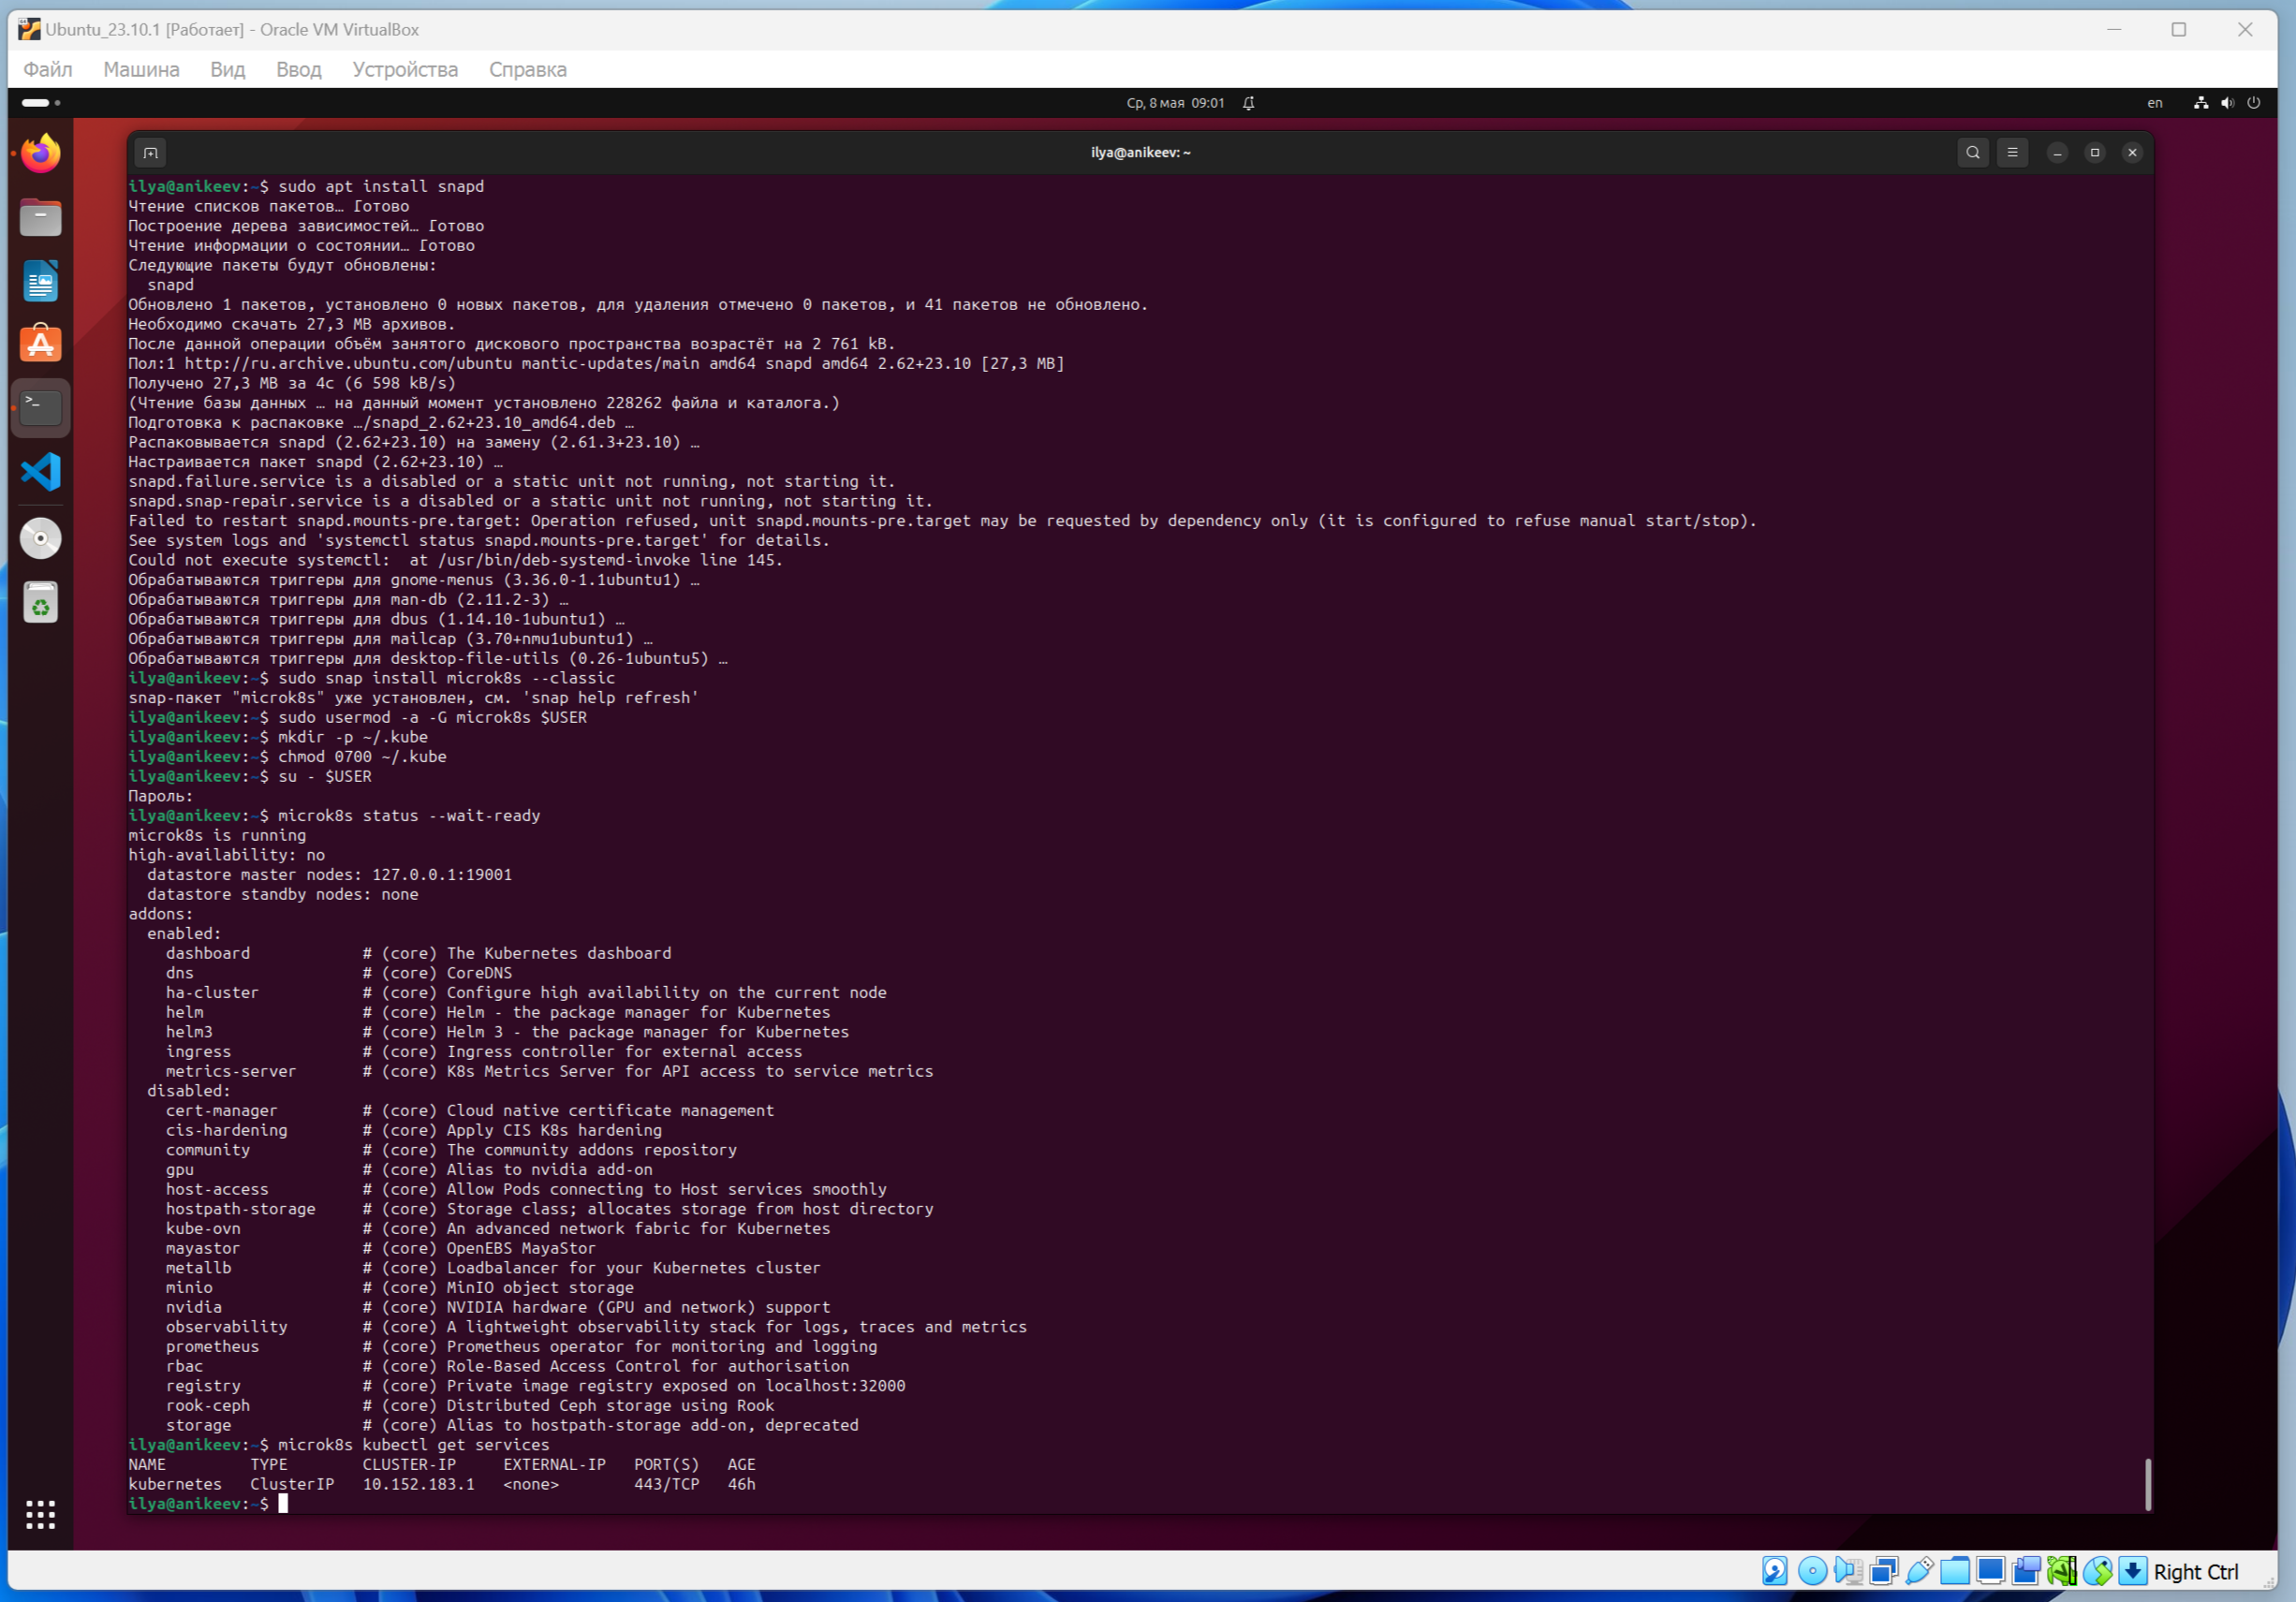 Ubuntu_23.10.1 [Работает] - Oracle VM VirtualBox
Файл Машина Вид Ввод Устройства Справка
Ср, 8 мая 09:01
en
ilya@anikeev: ~
ilya@anikeev:~$ sudo apt install snapd
Чтение списков пакетов… Готово
Построение дерева зависимостей… Готово
Чтение информации о состоянии… Готово
Следующие пакеты будут обновлены:
  snapd
Обновлено 1 пакетов, установлено 0 новых пакетов, для удаления отмечено 0 пакетов, и 41 пакетов не обновлено.
Необходимо скачать 27,3 MB архивов.
После данной операции объём занятого дискового пространства возрастёт на 2 761 kB.
Пол:1 http://ru.archive.ubuntu.com/ubuntu mantic-updates/main amd64 snapd amd64 2.62+23.10 [27,3 MB]
Получено 27,3 MB за 4с (6 598 kB/s)
(Чтение базы данных … на данный момент установлено 228262 файла и каталога.)
Подготовка к распаковке …/snapd_2.62+23.10_amd64.deb …
Распаковывается snapd (2.62+23.10) на замену (2.61.3+23.10) …
Настраивается пакет snapd (2.62+23.10) …
snapd.failure.service is a disabled or a static unit not running, not starting it.
snapd.snap-repair.service is a disabled or a static unit not running, not starting it.
Failed to restart snapd.mounts-pre.target: Operation refused, unit snapd.mounts-pre.target may be requested by dependency only (it is configured to refuse manual start/stop).
See system logs and 'systemctl status snapd.mounts-pre.target' for details.
Could not execute systemctl:  at /usr/bin/deb-systemd-invoke line 145.
Обрабатываются триггеры для gnome-menus (3.36.0-1.1ubuntu1) …
Обрабатываются триггеры для man-db (2.11.2-3) …
Обрабатываются триггеры для dbus (1.14.10-1ubuntu1) …
Обрабатываются триггеры для mailcap (3.70+nmu1ubuntu1) …
Обрабатываются триггеры для desktop-file-utils (0.26-1ubuntu5) …
ilya@anikeev:~$ sudo snap install microk8s --classic
snap-пакет "microk8s" уже установлен, см. 'snap help refresh'
ilya@anikeev:~$ sudo usermod -a -G microk8s $USER
ilya@anikeev:~$ mkdir -p ~/.kube
ilya@anikeev:~$ chmod 0700 ~/.kube
ilya@anikeev:~$ su - $USER
Пароль:
ilya@anikeev:~$ microk8s status --wait-ready
microk8s is running
high-availability: no
  datastore master nodes: 127.0.0.1:19001
  datastore standby nodes: none
addons:
  enabled:
    dashboard            # (core) The Kubernetes dashboard
    dns                  # (core) CoreDNS
    ha-cluster           # (core) Configure high availability on the current node
    helm                 # (core) Helm - the package manager for Kubernetes
    helm3                # (core) Helm 3 - the package manager for Kubernetes
    ingress              # (core) Ingress controller for external access
    metrics-server       # (core) K8s Metrics Server for API access to service metrics
  disabled:
    cert-manager         # (core) Cloud native certificate management
    cis-hardening        # (core) Apply CIS K8s hardening
    community            # (core) The community addons repository
    gpu                  # (core) Alias to nvidia add-on
    host-access          # (core) Allow Pods connecting to Host services smoothly
    hostpath-storage     # (core) Storage class; allocates storage from host directory
    kube-ovn             # (core) An advanced network fabric for Kubernetes
    mayastor             # (core) OpenEBS MayaStor
    metallb              # (core) Loadbalancer for your Kubernetes cluster
    minio                # (core) MinIO object storage
    nvidia               # (core) NVIDIA hardware (GPU and network) support
    observability        # (core) A lightweight observability stack for logs, traces and metrics
    prometheus           # (core) Prometheus operator for monitoring and logging
    rbac                 # (core) Role-Based Access Control for authorisation
    registry             # (core) Private image registry exposed on localhost:32000
    rook-ceph            # (core) Distributed Ceph storage using Rook
    storage              # (core) Alias to hostpath-storage add-on, deprecated
ilya@anikeev:~$ microk8s kubectl get services
NAME         TYPE        CLUSTER-IP     EXTERNAL-IP   PORT(S)   AGE
kubernetes   ClusterIP   10.152.183.1   <none>        443/TCP   46h
ilya@anikeev:~$
Right Ctrl